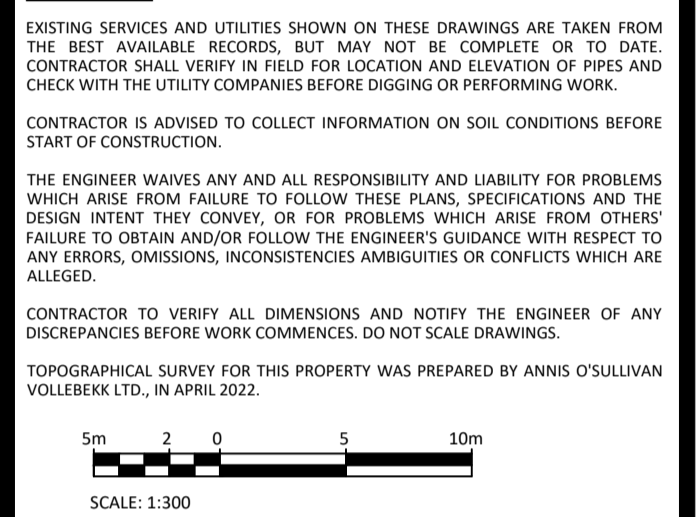 EXISTING SERVICES AND UTILITIES SHOWN ON THESE DRAWINGS ARE TAKEN FROM
THE BEST AVAILABLE RECORDS, BUT MAY NOT BE COMPLETE OR TO DATE.
CONTRACTOR SHALL VERIFY IN FIELD FOR LOCATION AND ELEVATION OF PIPES AND
CHECK WITH THE UTILITY COMPANIES BEFORE DIGGING OR PERFORMING WORK.
CONTRACTOR IS ADVISED TO COLLECT INFORMATION ON SOIL CONDITIONS BEFORE
START OF CONSTRUCTION.
THE ENGINEER WAIVES ANY AND ALL RESPONSIBILITY AND LIABILITY FOR PROBLEMS
WHICH ARISE FROM FAILURE TO FOLLOW THESE PLANS, SPECIFICATIONS AND THE
DESIGN INTENT THEY CONVEY, OR FOR PROBLEMS WHICH ARISE FROM OTHERS'
FAILURE TO OBTAIN AND/OR FOLLOW THE ENGINEER'S GUIDANCE WITH RESPECT TO
ANY ERRORS, OMISSIONS, INCONSISTENCIES AMBIGUITIES OR CONFLICTS WHICH ARE
ALLEGED.
CONTRACTOR TO VERIFY ALL DIMENSIONS AND NOTIFY THE ENGINEER OF ANY
DISCREPANCIES BEFORE WORK COMMENCES. DO NOT SCALE DRAWINGS.
TOPOGRAPHICAL SURVEY FOR THIS PROPERTY WAS PREPARED BY ANNIS O'SULLIVAN
VOLLEBEKK LTD., IN APRIL 2022.
5m 2 0 5 10m
SCALE: 1:300